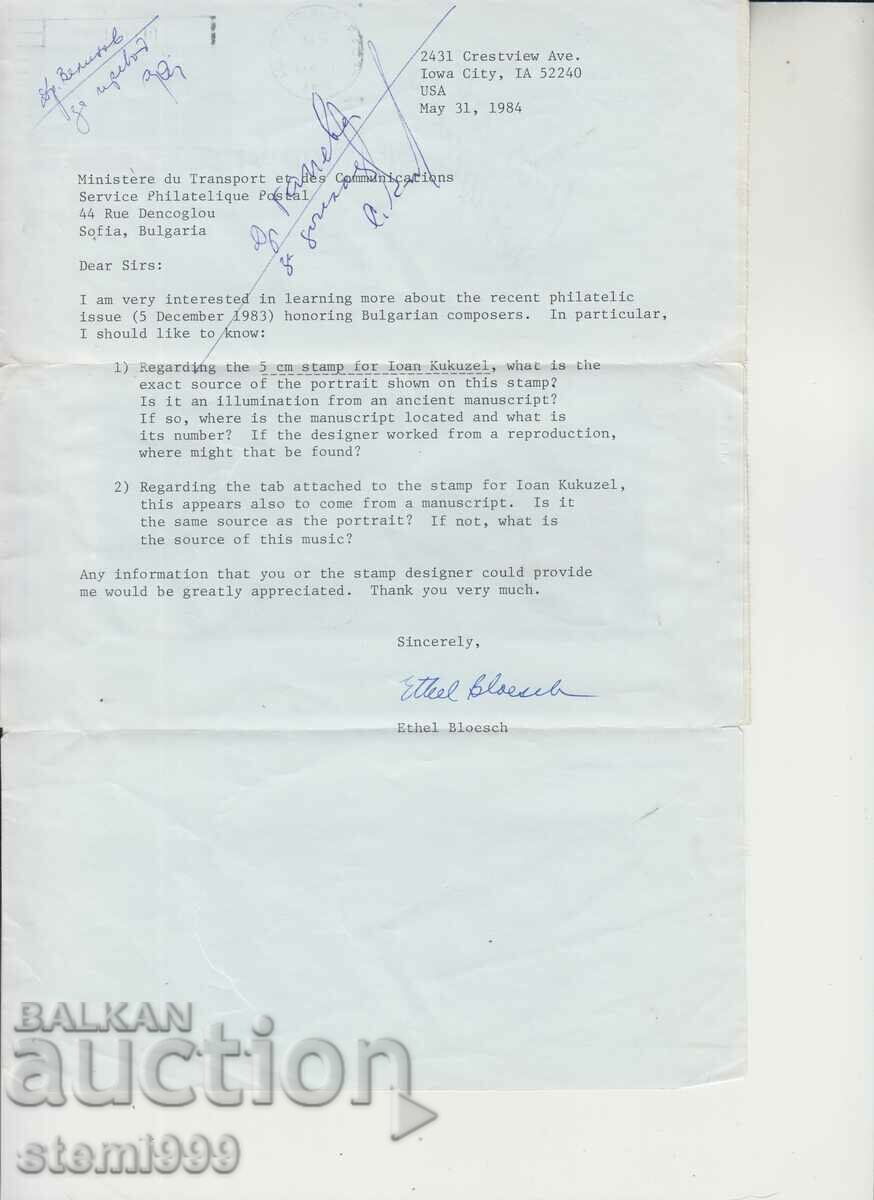 Др. Величков
за превод
2431 Crestview Ave.
Iowa City, IA 52240
USA
May 31, 1984
Ministère du Transport et des Communications
Service Philatelique Postal
44 Rue Dencoglou
Sofia, Bulgaria
Dear Sirs:
I am very interested in learning more about the recent philatelic
issue (5 December 1983) honoring Bulgarian composers.  In particular,
I should like to know:
1) Regarding the 5 cm stamp for Ioan Kukuzel, what is the
exact source of the portrait shown on this stamp?
Is it an illumination from an ancient manuscript?
If so, where is the manuscript located and what is
its number?  If the designer worked from a reproduction,
where might that be found?
2) Regarding the tab attached to the stamp for Ioan Kukuzel,
this appears also to come from a manuscript.  Is it
the same source as the portrait?  If not, what is
the source of this music?
Any information that you or the stamp designer could provide
me would be greatly appreciated.  Thank you very much.
Sincerely,
Ethel Bloesch
Ethel Bloesch
BALKAN
auction
stemi999